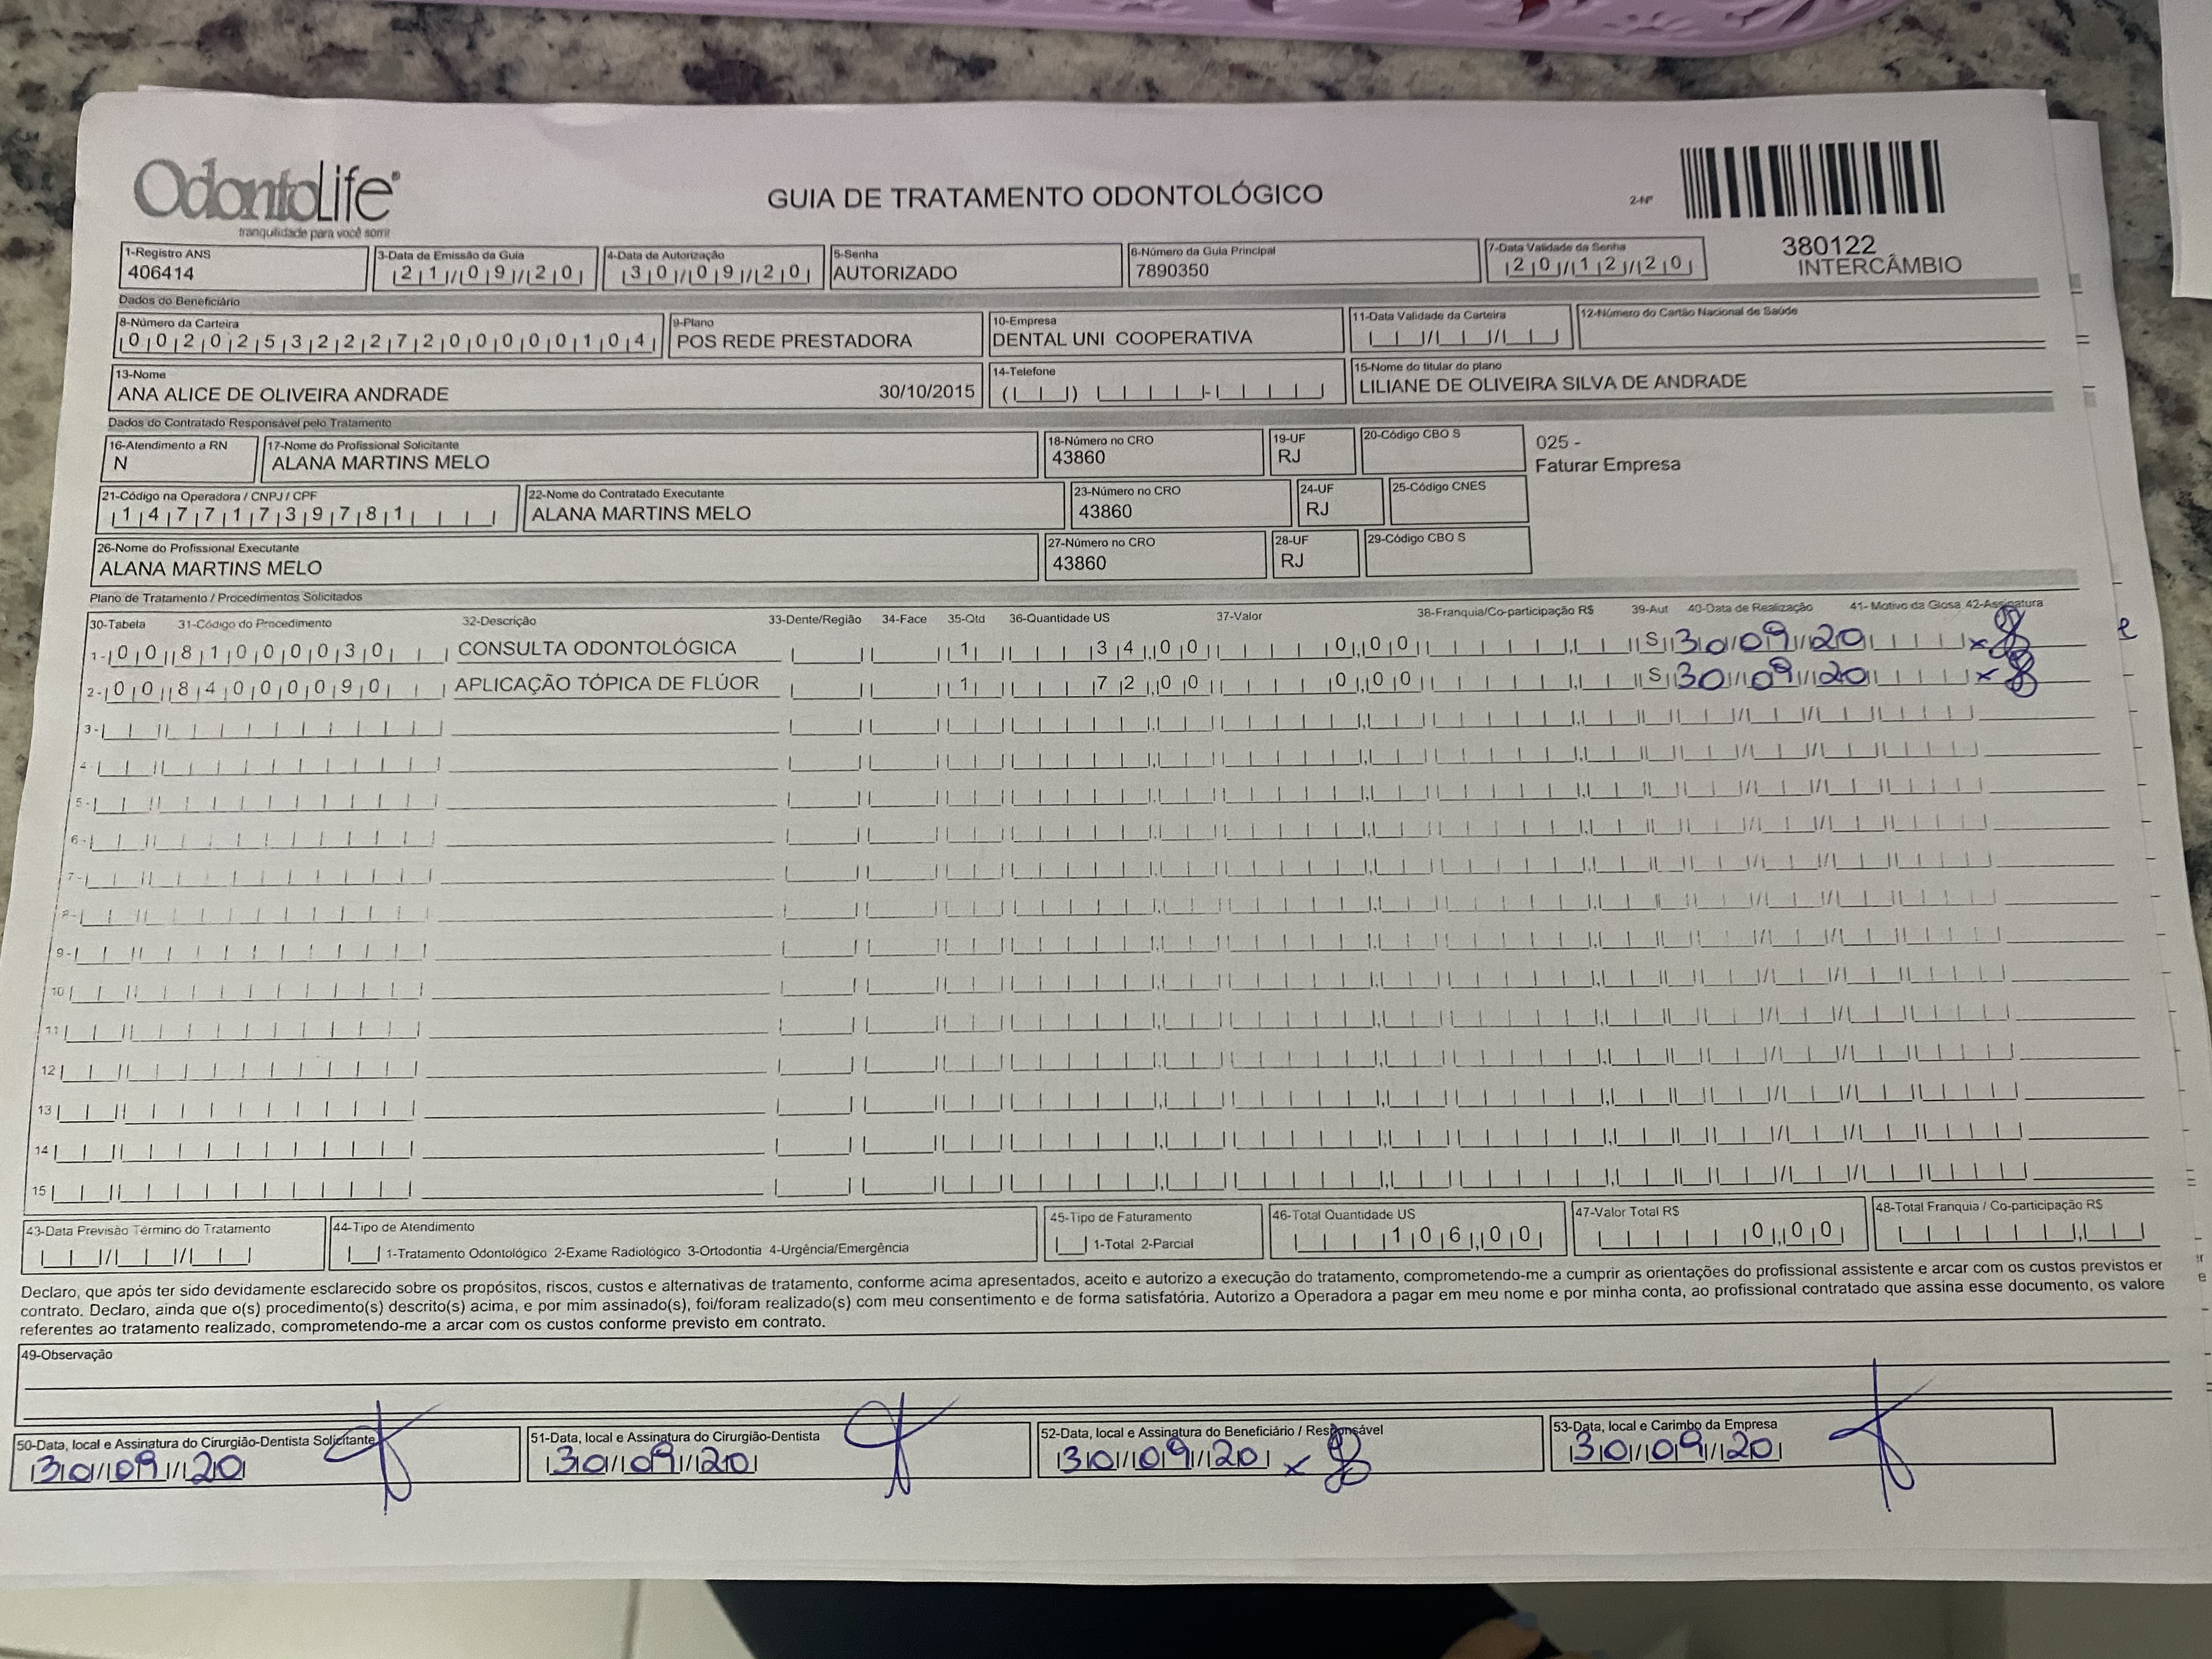 OdontoLife
tranquilidade para você sorrir
GUIA DE TRATAMENTO ODONTOLÓGICO
2-Nº
380122
INTERCÂMBIO
1-Registro ANS 3-Data de Emissão da Guia 4-Data de Autorização 5-Senha 6-Número da Guia Principal 7-Data Validade da Senha
406414 21/09/20 30/09/20 AUTORIZADO 7890350 20/12/20
Dados do Beneficiário
8-Número da Carteira 9-Plano 10-Empresa 11-Data Validade da Carteira 12-Número do Cartão Nacional de Saúde
00202532227200000104 POS REDE PRESTADORA DENTAL UNI COOPERATIVA
13-Nome 14-Telefone 15-Nome do titular do plano
ANA ALICE DE OLIVEIRA ANDRADE 30/10/2015 LILIANE DE OLIVEIRA SILVA DE ANDRADE
Dados do Contratado Responsável pelo Tratamento
16-Atendimento a RN 17-Nome do Profissional Solicitante 18-Número no CRO 19-UF 20-Código CBO S 025 -
N ALANA MARTINS MELO 43860 RJ Faturar Empresa
21-Código na Operadora / CNPJ / CPF 22-Nome do Contratado Executante 23-Número no CRO 24-UF 25-Código CNES
14771739781 ALANA MARTINS MELO 43860 RJ
26-Nome do Profissional Executante 27-Número no CRO 28-UF 29-Código CBO S
ALANA MARTINS MELO 43860 RJ
Plano de Tratamento / Procedimentos Solicitados
30-Tabela 31-Código do Procedimento 32-Descrição 33-Dente/Região 34-Face 35-Qtd 36-Quantidade US 37-Valor 38-Franquia/Co-participação R$ 39-Aut 40-Data de Realização 41- Motivo da Glosa 42-Assinatura
1- 00 81000030 CONSULTA ODONTOLÓGICA 1 34,00 0,00 S 30/09/20 x
2- 00 84000090 APLICAÇÃO TÓPICA DE FLÚOR 1 72,00 0,00 S 30/09/20 x
3-
4-
5-
6-
7-
8-
9-
10
11
12
13
14
15
43-Data Previsão Término do Tratamento 44-Tipo de Atendimento 45-Tipo de Faturamento 46-Total Quantidade US 47-Valor Total R$ 48-Total Franquia / Co-participação R$
1-Tratamento Odontológico 2-Exame Radiológico 3-Ortodontia 4-Urgência/Emergência 1-Total 2-Parcial 106,00 0,00
Declaro, que após ter sido devidamente esclarecido sobre os propósitos, riscos, custos e alternativas de tratamento, conforme acima apresentados, aceito e autorizo a execução do tratamento, comprometendo-me a cumprir as orientações do profissional assistente e arcar com os custos previstos er
contrato. Declaro, ainda que o(s) procedimento(s) descrito(s) acima, e por mim assinado(s), foi/foram realizado(s) com meu consentimento e de forma satisfatória. Autorizo a Operadora a pagar em meu nome e por minha conta, ao profissional contratado que assina esse documento, os valore
referentes ao tratamento realizado, comprometendo-me a arcar com os custos conforme previsto em contrato.
49-Observação
50-Data, local e Assinatura do Cirurgião-Dentista Solicitante 51-Data, local e Assinatura do Cirurgião-Dentista 52-Data, local e Assinatura do Beneficiário / Responsável 53-Data, local e Carimbo da Empresa
30/09/20 30/09/20 30/09/20 x 30/09/20